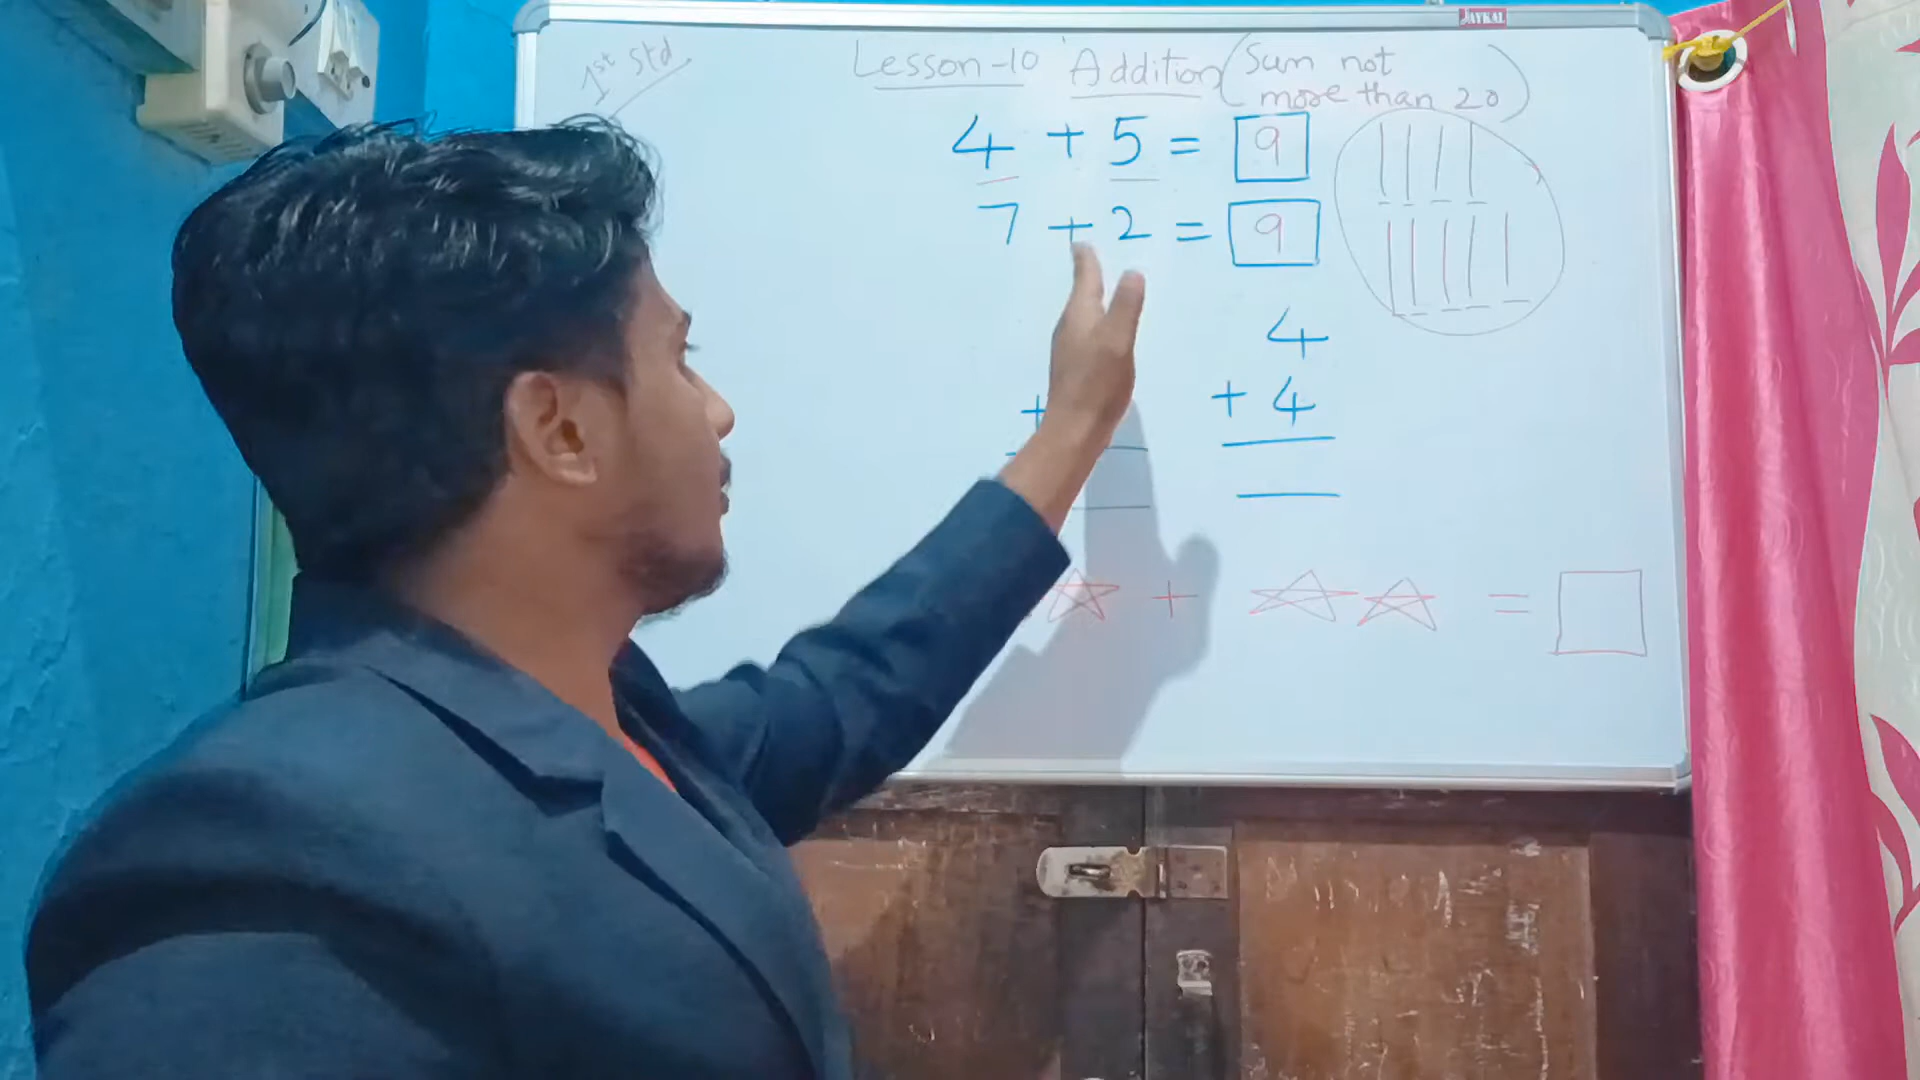 JAYKAL
1st Std
Lesson-10 Addition (Sum not
more than 20)
4 + 5 = 9
7 + 2 = 9
4
+ 4
+
+ =